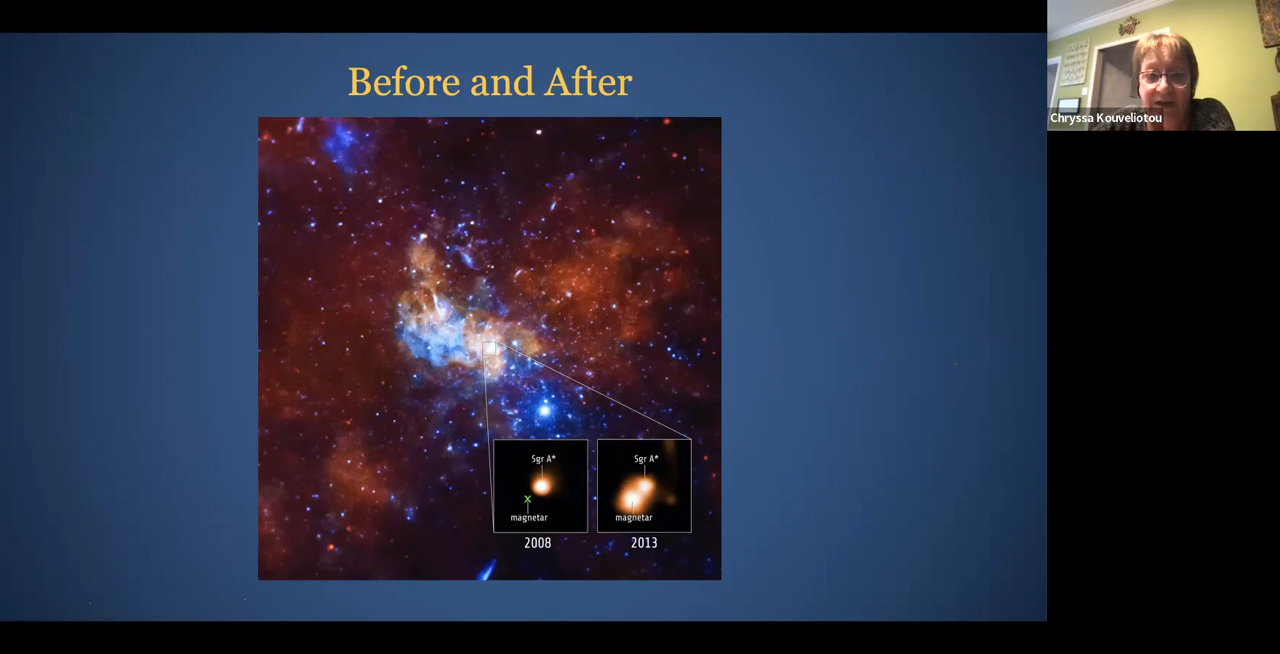 Before and After
Chryssa Kouveliotou
Sgr A*
magnetar
2008
Sgr A*
magnetar
2013